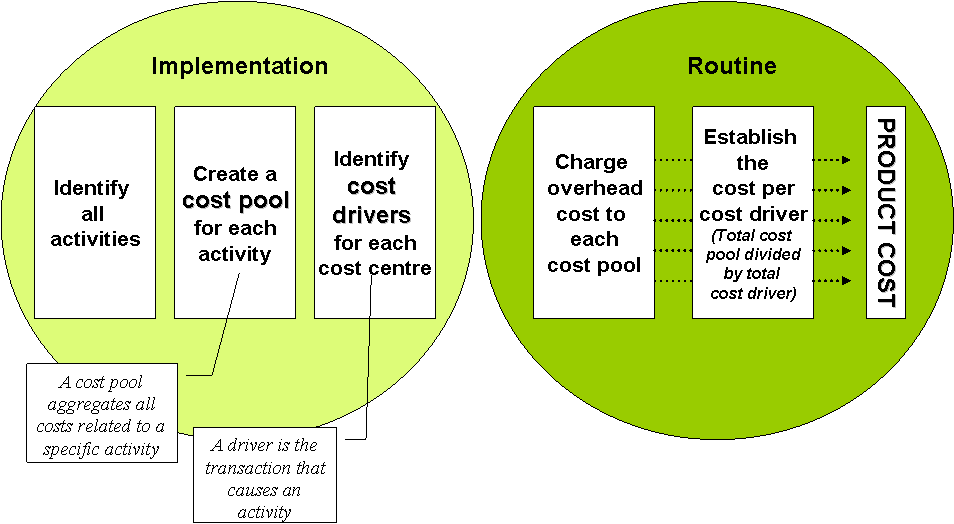 Implementation
Identify
all
activities
Create a
cost pool
for each
activity
Identify
cost
drivers
for each
cost centre
A cost pool
aggregates all
costs related to a
specific activity
A driver is the
transaction that
causes an
activity
Routine
Charge
overhead
cost to
each
cost pool
Establish
the
cost per
cost driver
(Total cost
pool divided
by total
cost driver)
PRODUCT COST